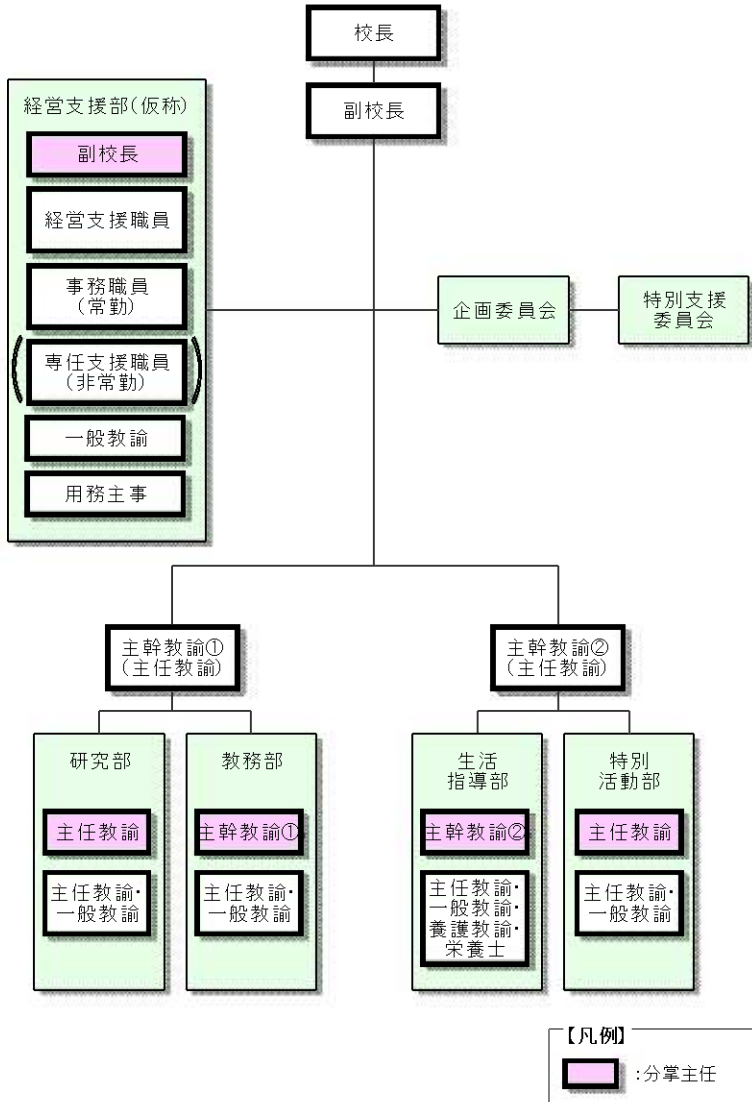 校長
副校長
経営支援部(仮称)
副校長
経営支援職員
事務職員
(常勤)
専任支援職員
(非常勤)
一般教諭
用務主事
企画委員会
特別支援
委員会
主幹教諭①
(主任教諭)
主幹教諭②
(主任教諭)
研究部
主任教諭
主任教諭・
一般教諭
教務部
主幹教諭①
主任教諭・
一般教諭
生活
指導部
主幹教諭②
主任教諭・
一般教諭・
養護教諭・
栄養士
特別
活動部
主任教諭
主任教諭・
一般教諭
【凡例】
:分掌主任